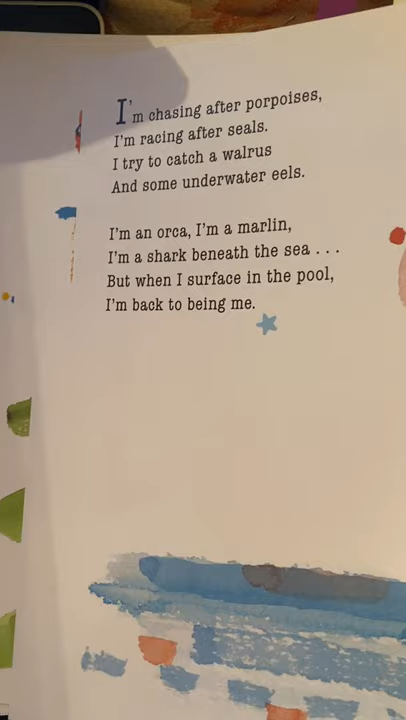 I'm chasing after porpoises,
I'm racing after seals.
I try to catch a walrus
And some underwater eels.
I'm an orca, I'm a marlin,
I'm a shark beneath the sea . . .
But when I surface in the pool,
I'm back to being me.